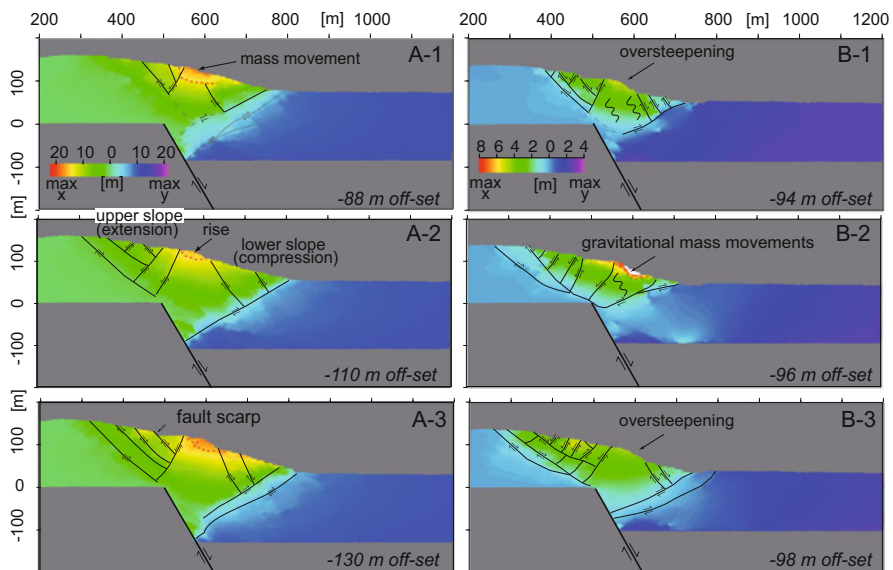 200 400 600 800 [m] 1000
200 400 600 800 [m] 1000 1200
100
0
-100
[m]
mass movement
A-1
20 10 0 10 20
max x [m] max y
-88 m off-set
oversteepening
B-1
8 6 4 2 0 2 4
max x [m] max y
-94 m off-set
100
0
-100
upper slope
(extension)
rise
lower slope
(compression)
A-2
-110 m off-set
B-2
gravitational mass movements
-96 m off-set
[m]
100
0
-100
fault scarp
A-3
-130 m off-set
oversteepening
B-3
-98 m off-set